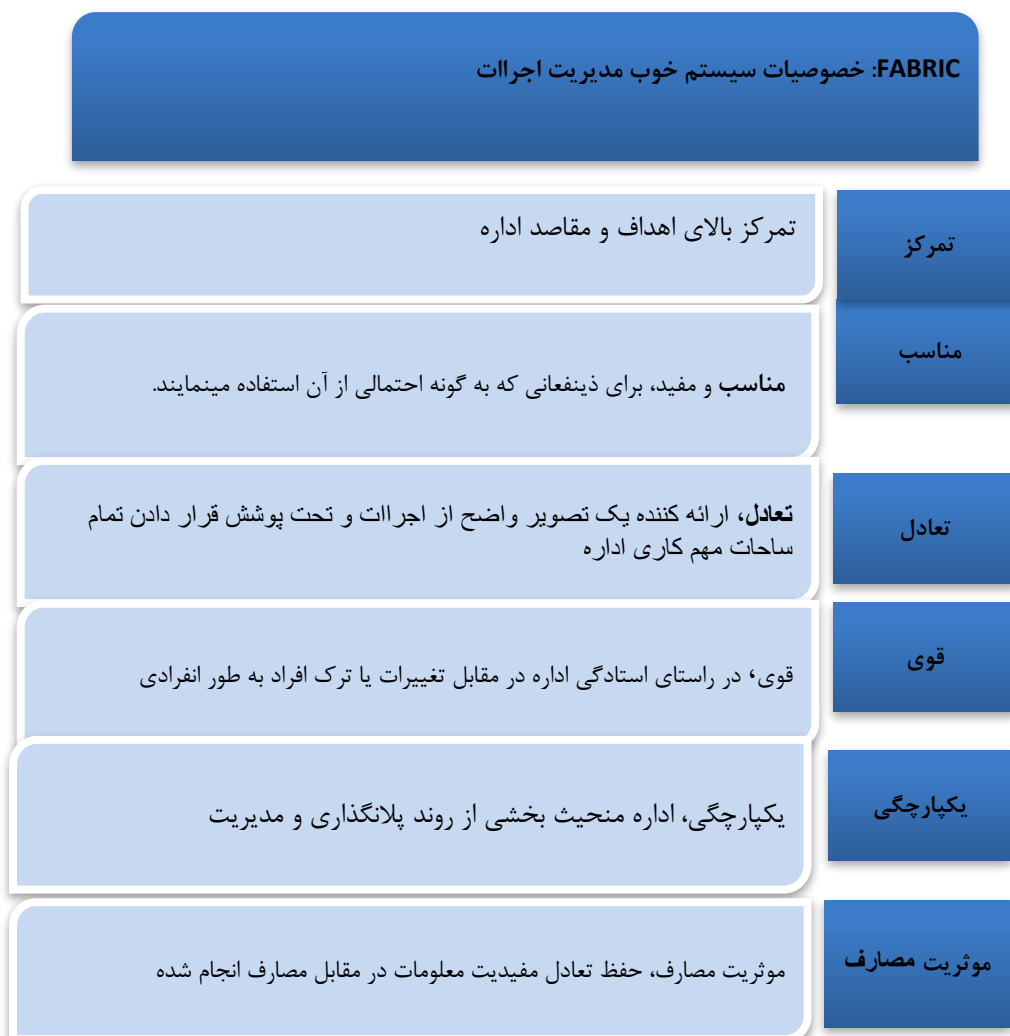 FABRIC: خصوصیات سیستم خوب مدیریت اجراات
تمرکز
تمرکز بالای اهداف و مقاصد اداره
مناسب
مناسب و مفید، برای ذینفعانی که به گونه احتمالی از آن استفاده مینمایند.
تعادل
تعادل، ارائه کننده یک تصویر واضح از اجراات و تحت پوشش قرار دادن تمام
ساحات مهم کاری اداره
قوی
قوی، در راستای استادگی اداره در مقابل تغییرات یا ترک افراد به طور انفرادی
یکپارچگی
یکپارچگی، اداره منحیث بخشی از روند پلانگذاری و مدیریت
موثریت مصارف
موثریت مصارف، حفظ تعادل مفیدیت معلومات در مقابل مصارف انجام شده